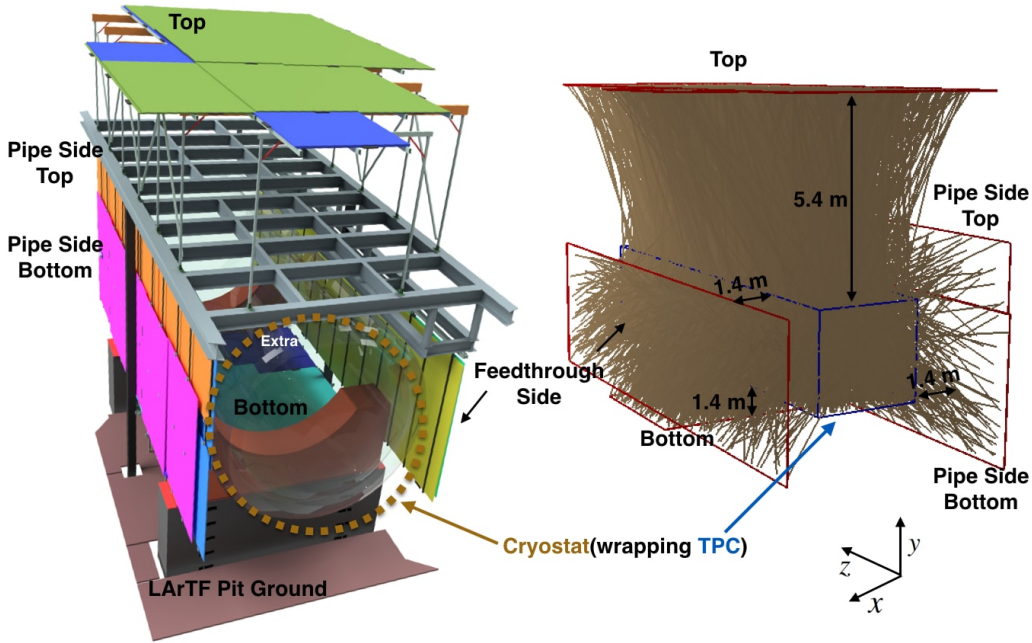 Top
Pipe Side
Top
Pipe Side
Bottom
Extra
Bottom
Feedthrough
Side
Cryostat(wrapping TPC)
LArTF Pit Ground
Top
5.4 m
Pipe Side
Top
1.4 m
1.4 m
1.4 m
Bottom
Pipe Side
Bottom
y
z
x